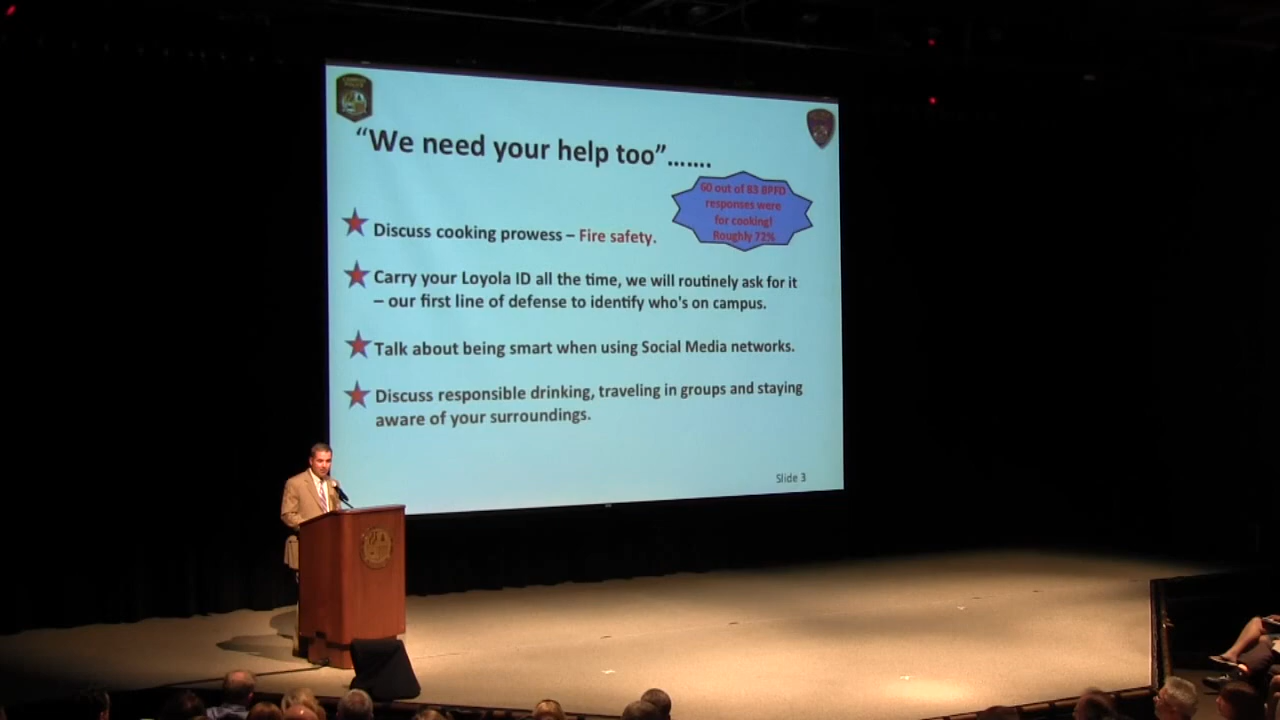 “We need your help too”.......
60 out of 83 BPFD
responses were
for cooking!
Roughly 72%
Discuss cooking prowess – Fire safety.
Carry your Loyola ID all the time, we will routinely ask for it
– our first line of defense to identify who's on campus.
Talk about being smart when using Social Media networks.
Discuss responsible drinking, traveling in groups and staying
aware of your surroundings.
Slide 3